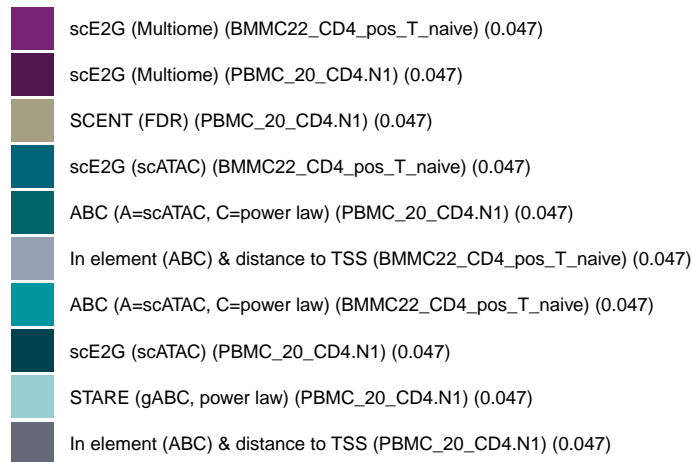 scE2G (Multiome) (BMMC22_CD4_pos_T_naive) (0.047)
scE2G (Multiome) (PBMC_20_CD4.N1) (0.047)
SCENT (FDR) (PBMC_20_CD4.N1) (0.047)
scE2G (scATAC) (BMMC22_CD4_pos_T_naive) (0.047)
ABC (A=scATAC, C=power law) (PBMC_20_CD4.N1) (0.047)
In element (ABC) & distance to TSS (BMMC22_CD4_pos_T_naive) (0.047)
ABC (A=scATAC, C=power law) (BMMC22_CD4_pos_T_naive) (0.047)
scE2G (scATAC) (PBMC_20_CD4.N1) (0.047)
STARE (gABC, power law) (PBMC_20_CD4.N1) (0.047)
In element (ABC) & distance to TSS (PBMC_20_CD4.N1) (0.047)